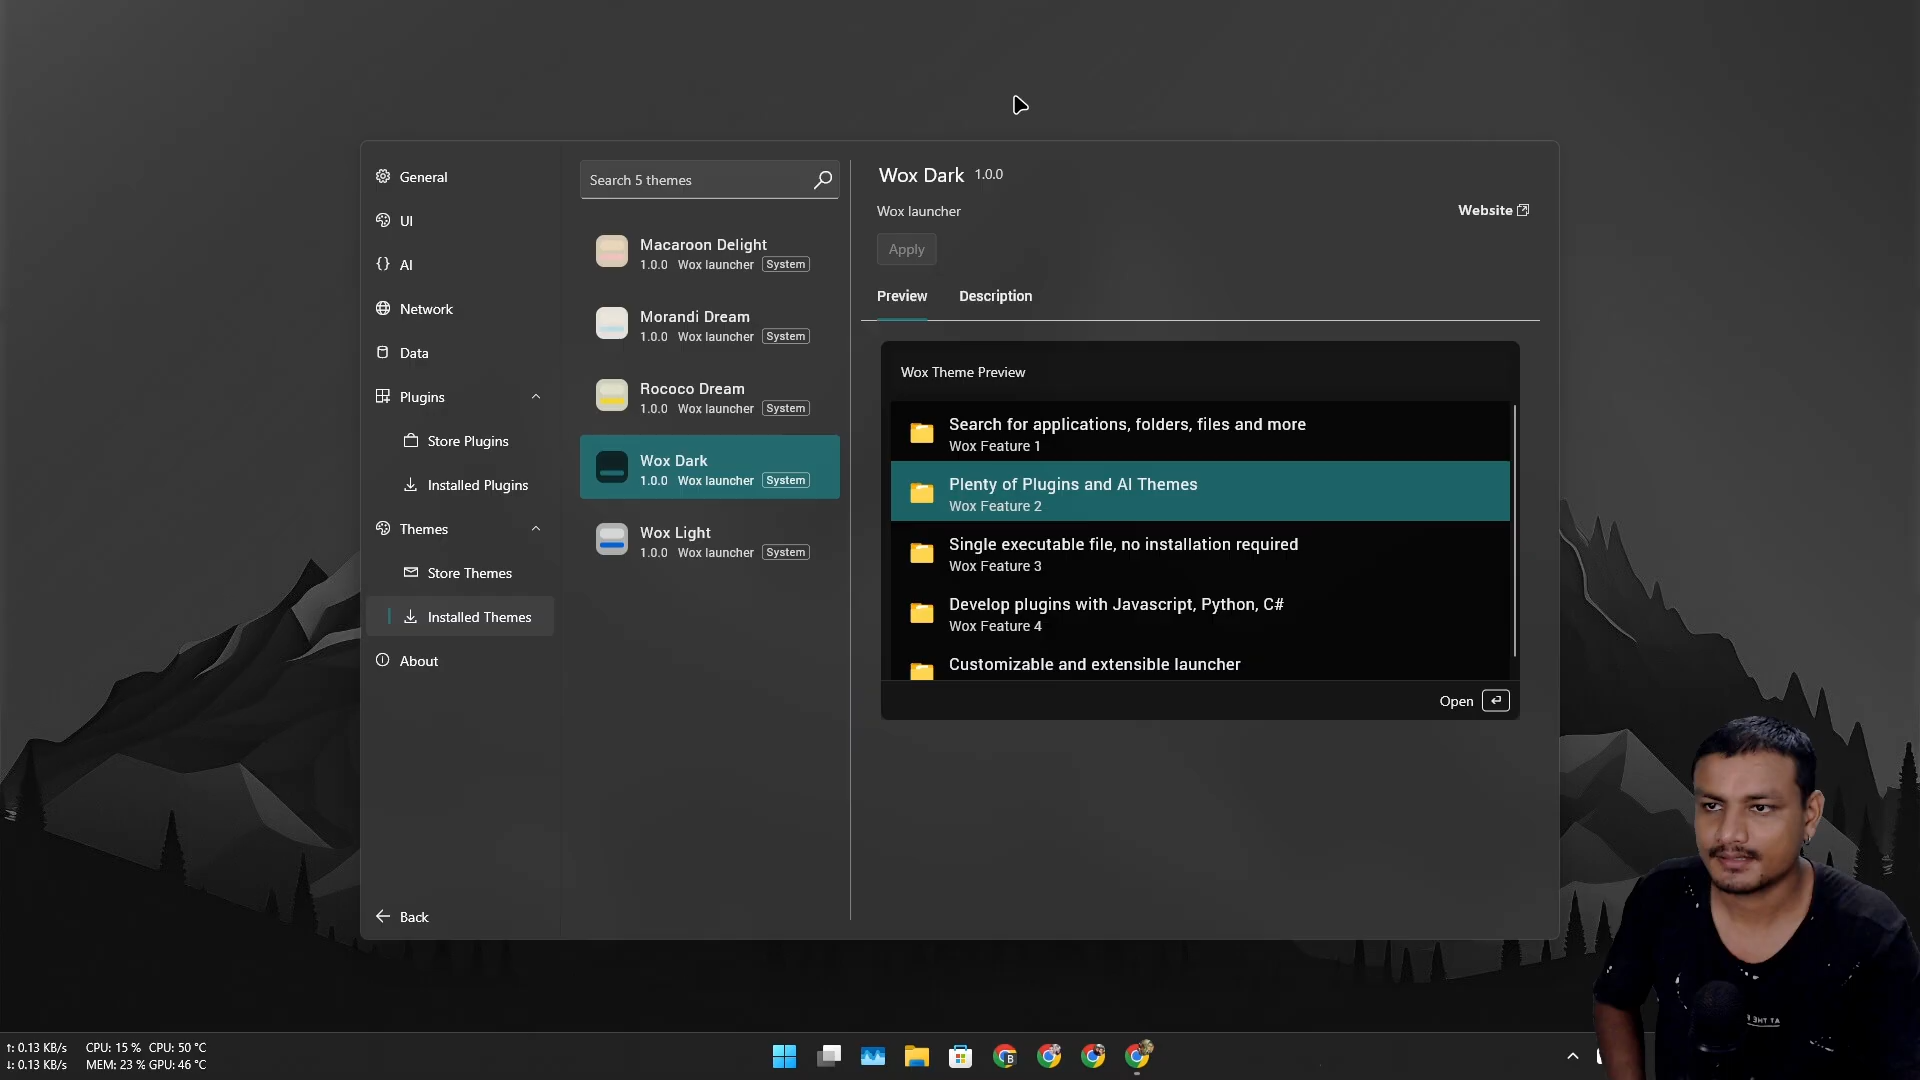 General
UI
AI
Network
Data
Plugins
Store Plugins
Installed Plugins
Themes
Store Themes
Installed Themes
About
Back
Search 5 themes
Macaroon Delight
1.0.0 Wox launcher System
Morandi Dream
1.0.0 Wox launcher System
Rococo Dream
1.0.0 Wox launcher System
Wox Dark
1.0.0 Wox launcher System
Wox Light
1.0.0 Wox launcher System
Wox Dark 1.0.0
Wox launcher
Website
Apply
Preview Description
Wox Theme Preview
Search for applications, folders, files and more
Wox Feature 1
Plenty of Plugins and AI Themes
Wox Feature 2
Single executable file, no installation required
Wox Feature 3
Develop plugins with Javascript, Python, C#
Wox Feature 4
Customizable and extensible launcher
Open
↑: 0.13 KB/s CPU: 15 % CPU: 50 °C
↓: 0.13 KB/s MEM: 23 % GPU: 46 °C
B